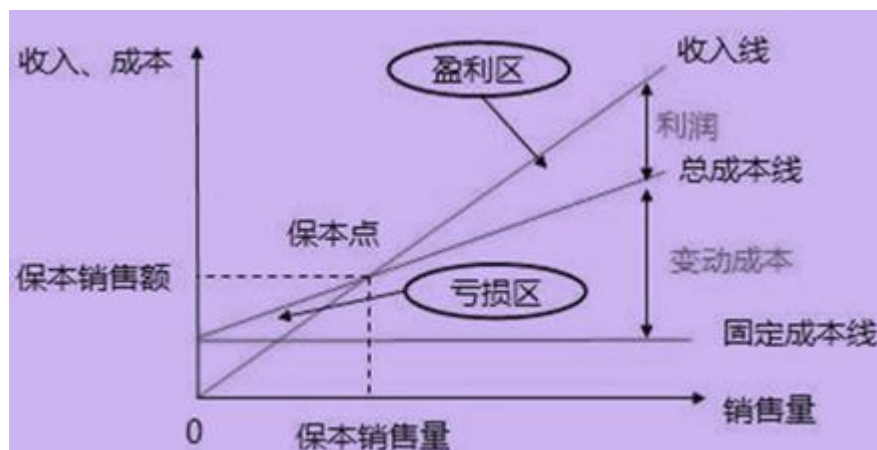 收入、成本
盈利区
收入线
利润
总成本线
保本点
保本销售额
亏损区
变动成本
固定成本线
0
保本销售量
销售量